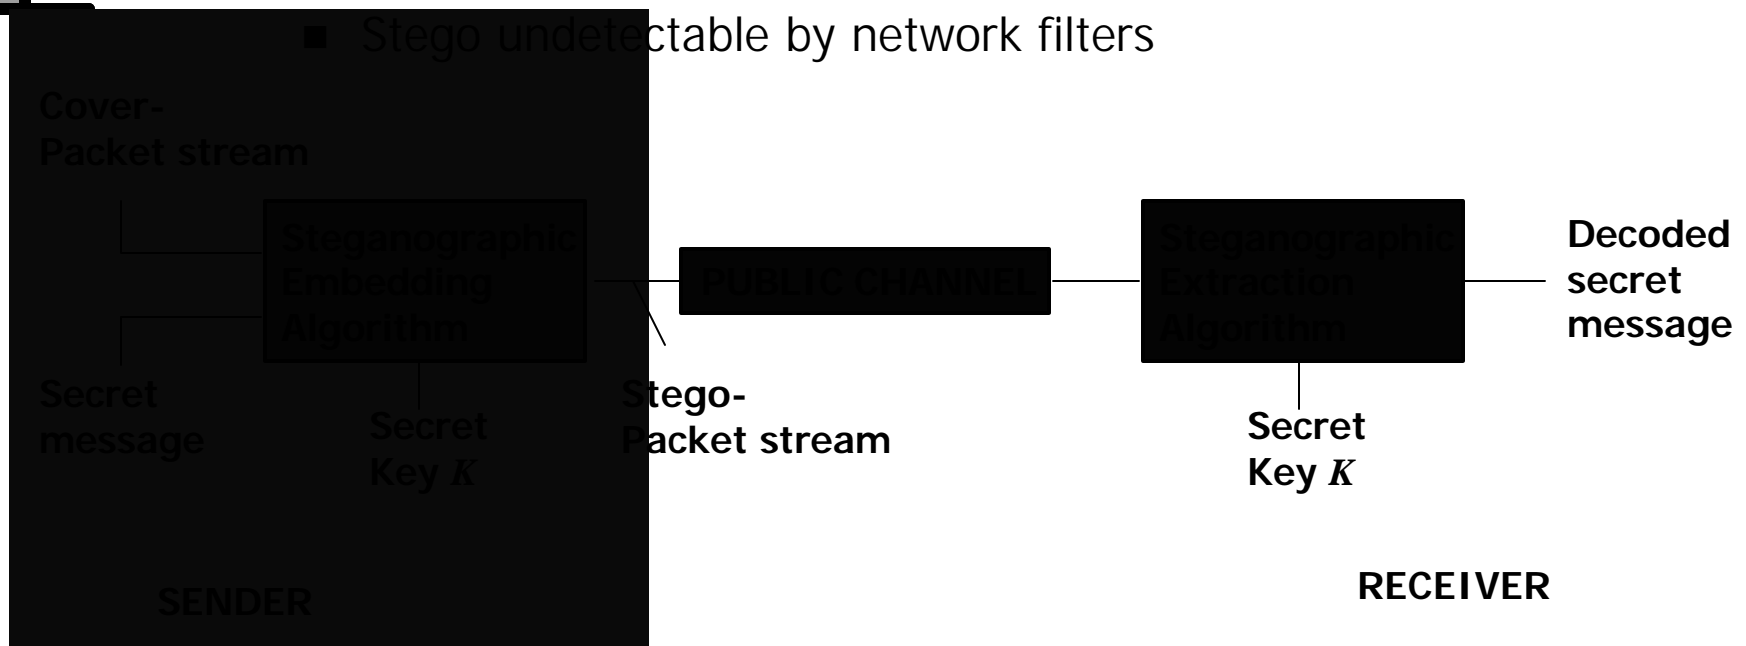 ■ Stego undetectable by network filters
Cover-
Packet stream
Steganographic
Embedding
Algorithm
PUBLIC CHANNEL
Steganographic
Extraction
Algorithm
Decoded
secret
message
Secret
message
Secret
Key K
Stego-
Packet stream
Secret
Key K
SENDER
RECEIVER